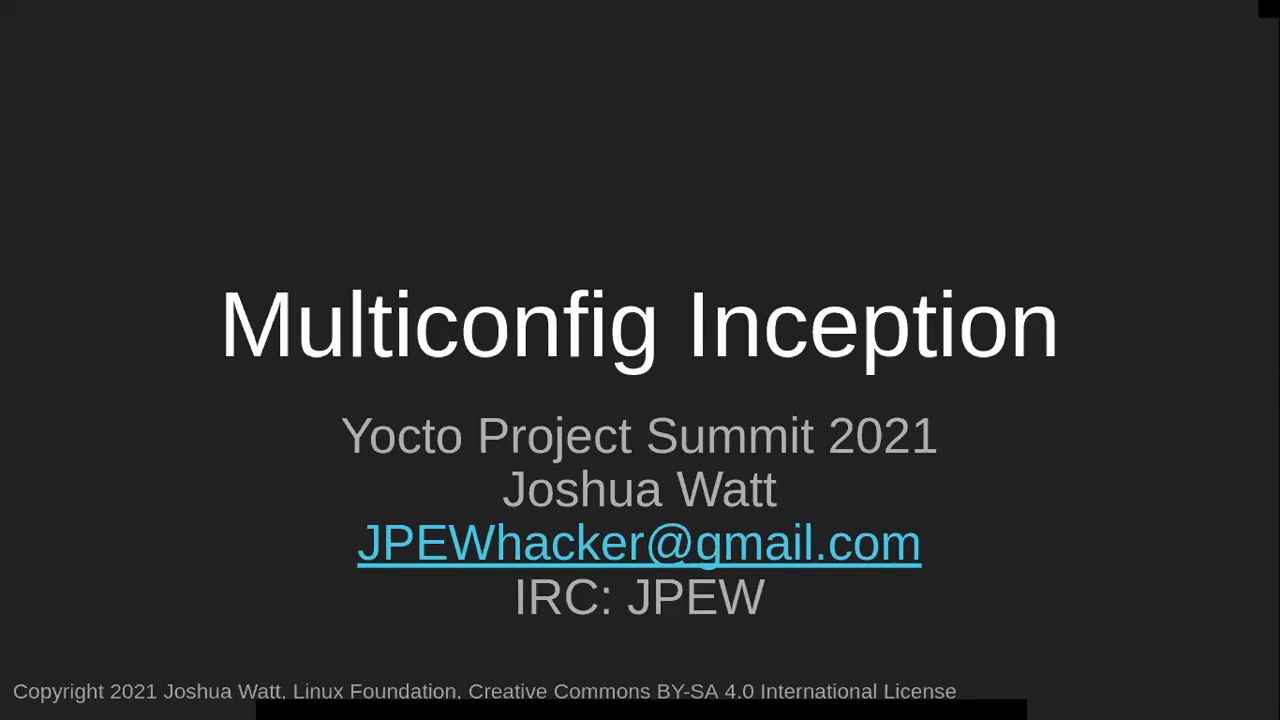 Multiconfig Inception
Yocto Project Summit 2021
Joshua Watt
JPEWhacker@gmail.com
IRC: JPEW
Copyright 2021 Joshua Watt, Linux Foundation, Creative Commons BY-SA 4.0 International License